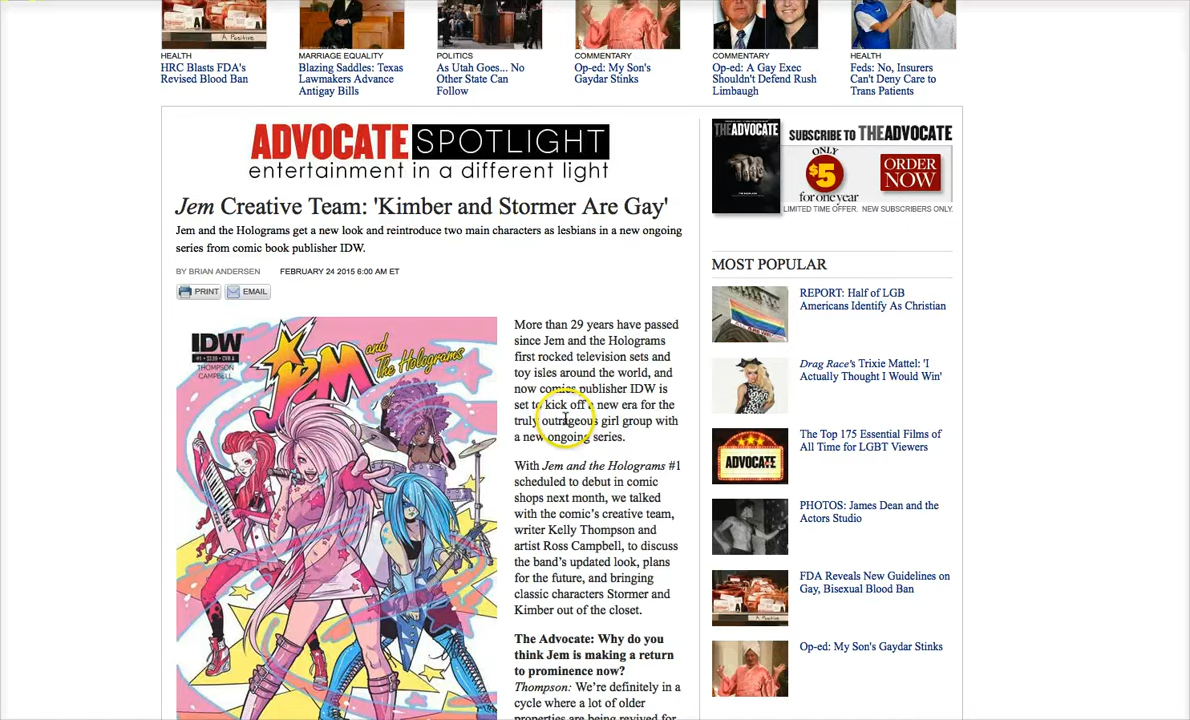 HEALTH
HRC Blasts FDA's
Revised Blood Ban
MARRIAGE EQUALITY
Blazing Saddles: Texas
Lawmakers Advance
Antigay Bills
POLITICS
As Utah Goes... No
Other State Can
Follow
COMMENTARY
Op-ed: My Son's
Gaydar Stinks
COMMENTARY
Op-ed: A Gay Exec
Shouldn't Defend Rush
Limbaugh
HEALTH
Feds: No, Insurers
Can't Deny Care to
Trans Patients
ADVOCATE SPOTLIGHT
entertainment in a different light
Jem Creative Team: 'Kimber and Stormer Are Gay'
Jem and the Holograms get a new look and reintroduce two main characters as lesbians in a new ongoing
series from comic book publisher IDW.
BY BRIAN ANDERSEN FEBRUARY 24 2015 6:00 AM ET
PRINT EMAIL
IDW
#1 • $3.99 • CVR A
THOMPSON
CAMPBELL
JEM and The Holograms
More than 29 years have passed
since Jem and the Holograms
first rocked television sets and
toy isles around the world, and
now comics publisher IDW is
set to kick off a new era for the
truly outrageous girl group with
a new ongoing series.
With Jem and the Holograms #1
scheduled to debut in comic
shops next month, we talked
with the comic's creative team,
writer Kelly Thompson and
artist Ross Campbell, to discuss
the band's updated look, plans
for the future, and bringing
classic characters Stormer and
Kimber out of the closet.
The Advocate: Why do you
think Jem is making a return
to prominence now?
Thompson: We're definitely in a
cycle where a lot of older
properties are being revived for
THE ADVOCATE
SUBSCRIBE TO THE ADVOCATE
ONLY
$5
for one year
ORDER
NOW
LIMITED TIME OFFER. NEW SUBSCRIBERS ONLY.
MOST POPULAR
REPORT: Half of LGB
Americans Identify As Christian
Drag Race's Trixie Mattel: 'I
Actually Thought I Would Win'
ADVOCATE
The Top 175 Essential Films of
All Time for LGBT Viewers
PHOTOS: James Dean and the
Actors Studio
A Positive
FDA Reveals New Guidelines on
Gay, Bisexual Blood Ban
Op-ed: My Son's Gaydar Stinks